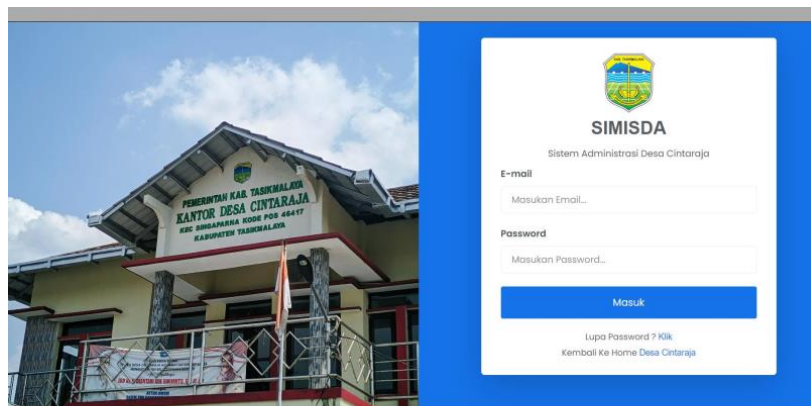 PEMERINTAH KAB. TASIKMALAYA
KANTOR DESA CINTARAJA
KEC SINGAPARNA KODE POS 46417
KABUPATEN TASIKMALAYA
SIMISDA
Sistem Administrasi Desa Cintaraja
E-mail
Masukan Email...
Password
Masukan Password...
Masuk
Lupa Password ? Klik
Kembali Ke Home Desa Cintaraja